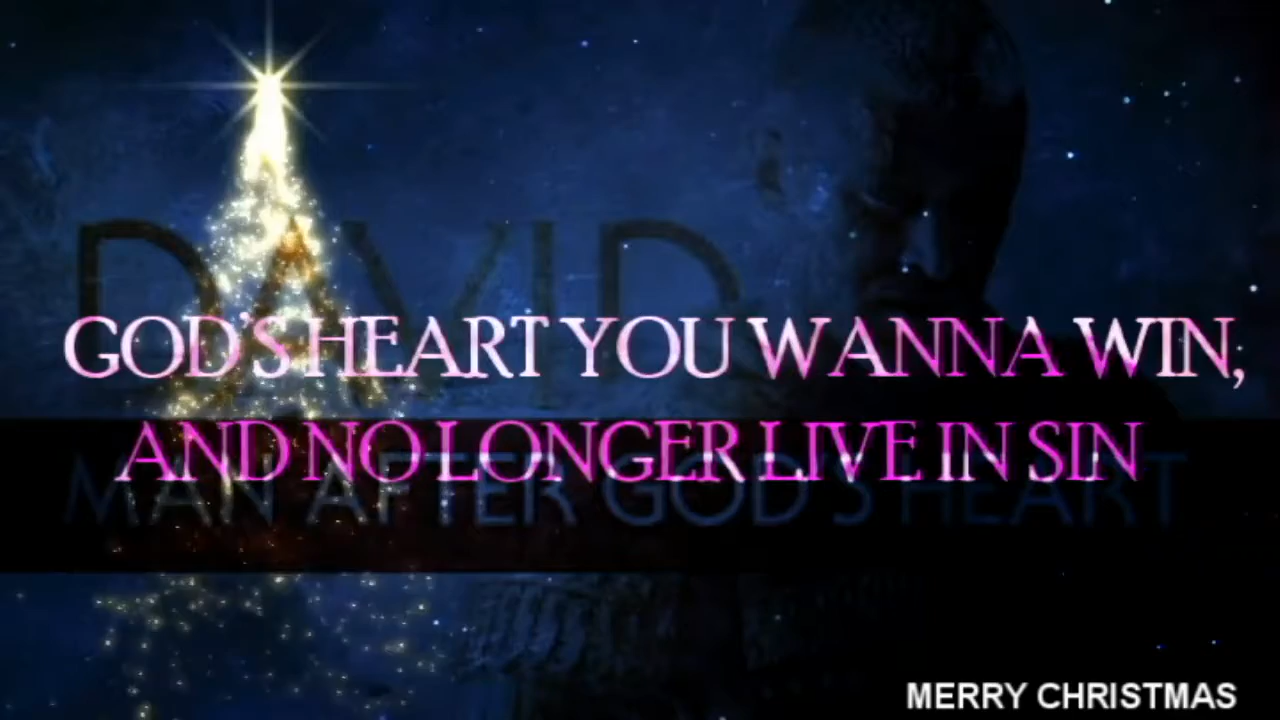 DAVID
GOD'S HEART YOU WANNA WIN,
AND NO LONGER LIVE IN SIN
MAN AFTER GOD'S HEART
MERRY CHRISTMAS